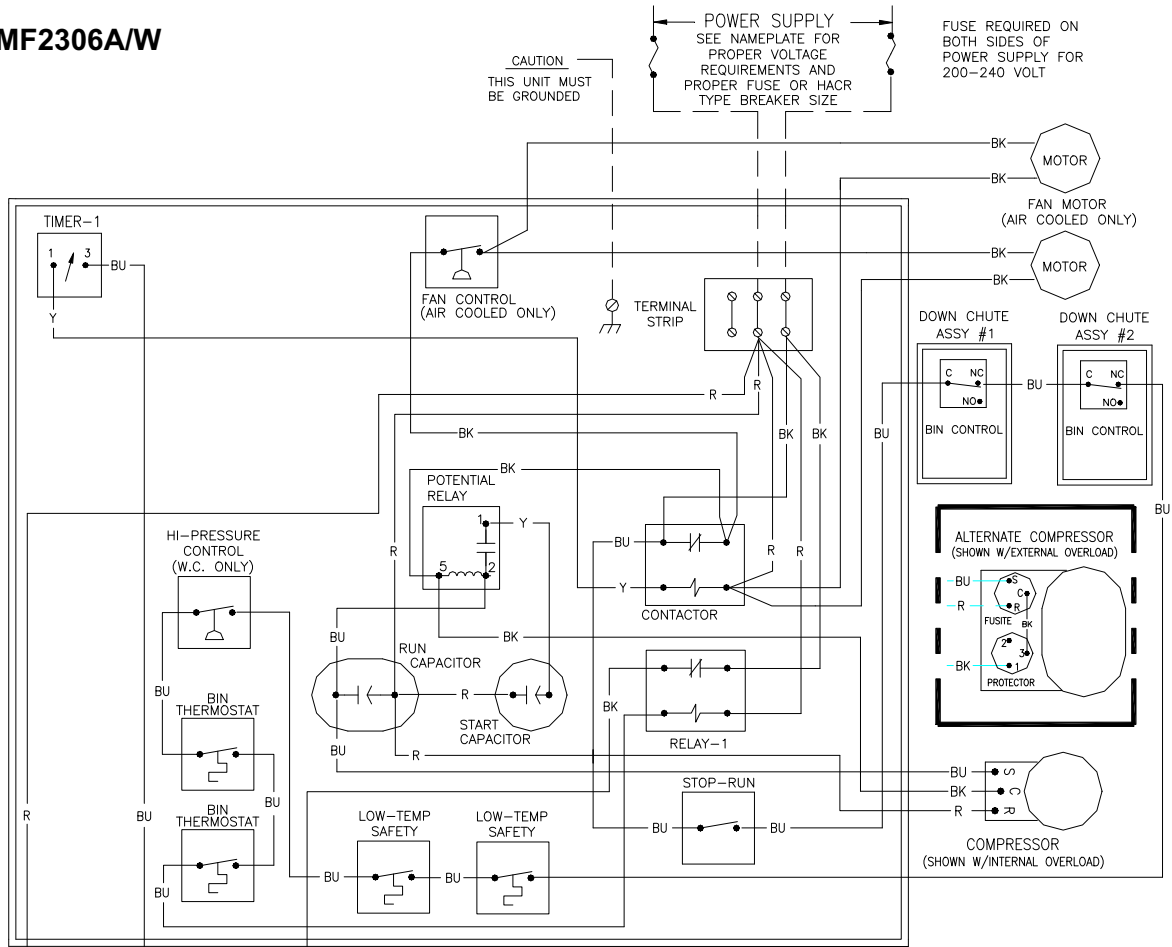 MF2306A/W
POWER SUPPLY
SEE NAMEPLATE FOR
PROPER VOLTAGE
REQUIREMENTS AND
PROPER FUSE OR HACR
TYPE BREAKER SIZE
FUSE REQUIRED ON
BOTH SIDES OF
POWER SUPPLY FOR
200-240 VOLT
CAUTION
THIS UNIT MUST
BE GROUNDED
BK
MOTOR
BK
FAN MOTOR
(AIR COOLED ONLY)
TIMER-1
1 3
BU
Y
FAN CONTROL
(AIR COOLED ONLY)
BK
MOTOR
BK
TERMINAL
STRIP
DOWN CHUTE
ASSY #1
C NC
NO
BIN CONTROL
BU
DOWN CHUTE
ASSY #2
C NC
NO
BIN CONTROL
R
R
BK
BK
BK
BU
BK
POTENTIAL
RELAY
1
Y
5
2
BU
HI-PRESSURE
CONTROL
(W.C. ONLY)
R
BU
Y
CONTACTOR
R
R
ALTERNATE COMPRESSOR
(SHOWN W/EXTERNAL OVERLOAD)
BU
S
C
R
R
FUSITE
BK
2
3
BK
1
PROTECTOR
BU
BK
RUN
CAPACITOR
R
START
CAPACITOR
BK
RELAY-1
BU
BIN
THERMOSTAT
BU
R
BU
S
BK
C
R
R
COMPRESSOR
(SHOWN W/INTERNAL OVERLOAD)
STOP-RUN
BU
BU
R
BU
BU
BIN
THERMOSTAT
BU
LOW-TEMP
SAFETY
LOW-TEMP
SAFETY
BU
BU